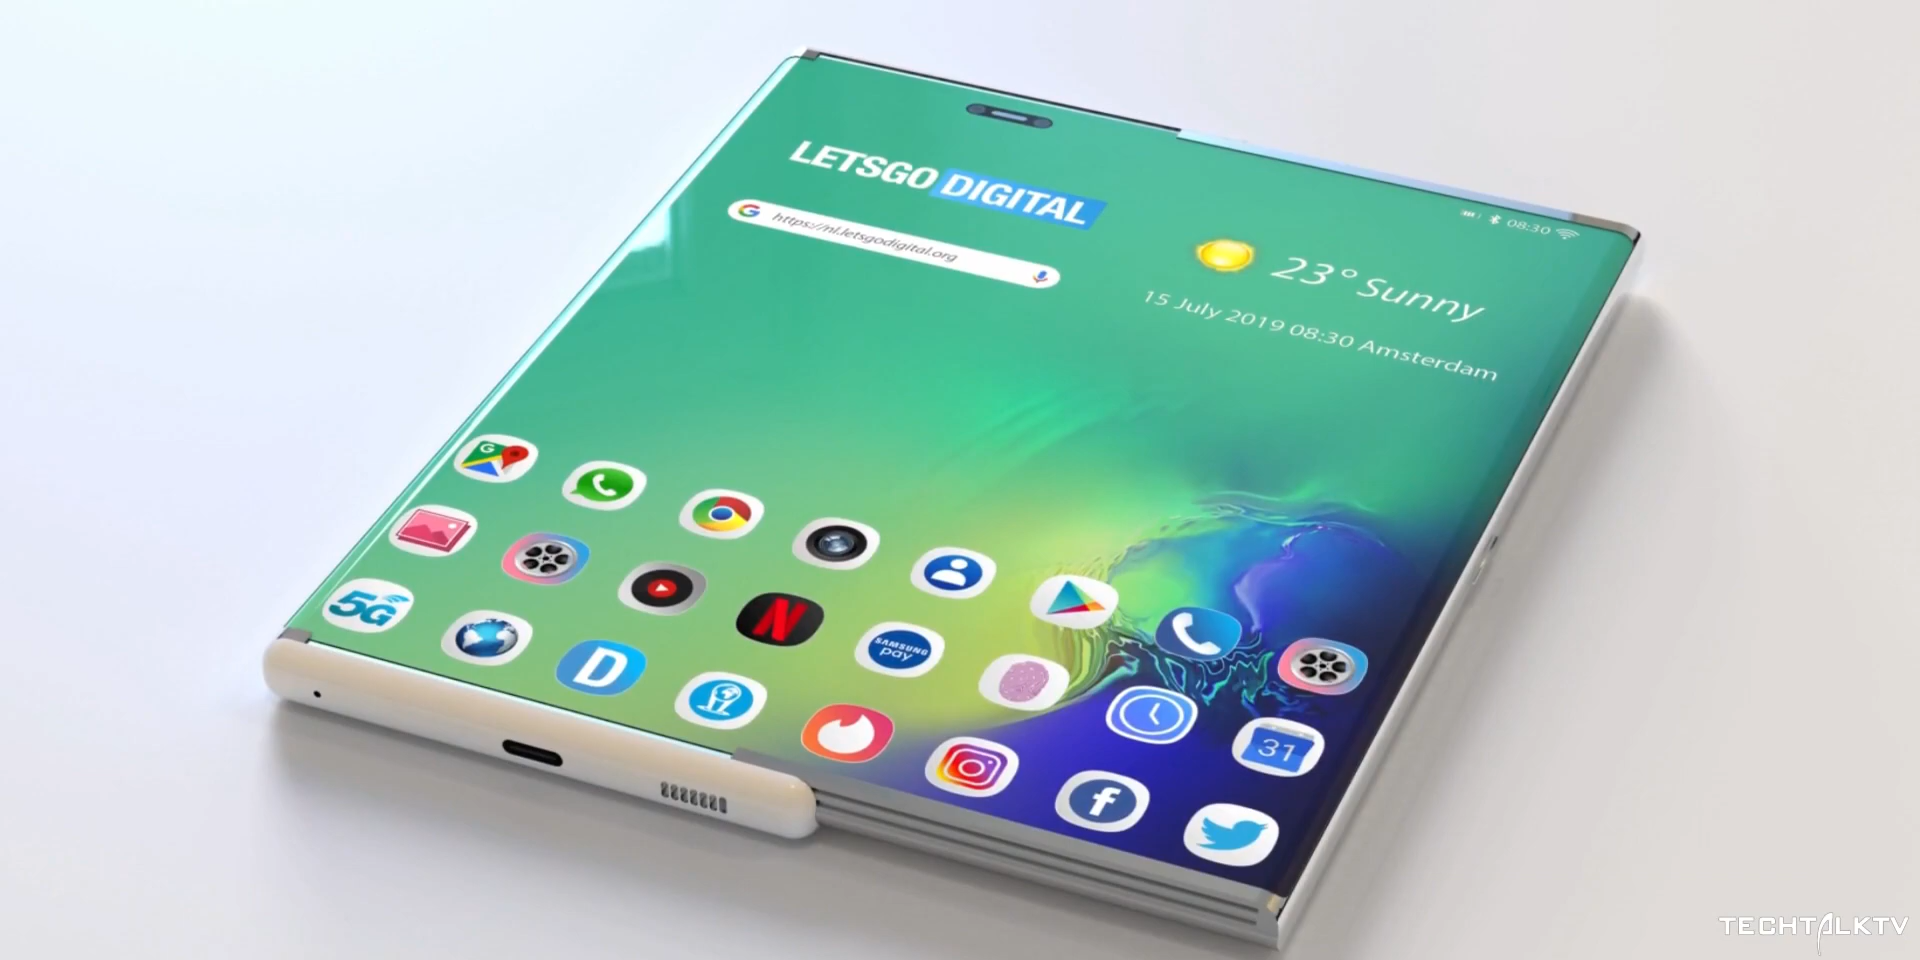 LETSGO DIGITAL
G https://nl.letsgodigital.org
08:30
23° Sunny
15 July 2019 08:30 Amsterdam
G
5G
D
N
SAMSUNG
pay
31
f
TECHTALKTV